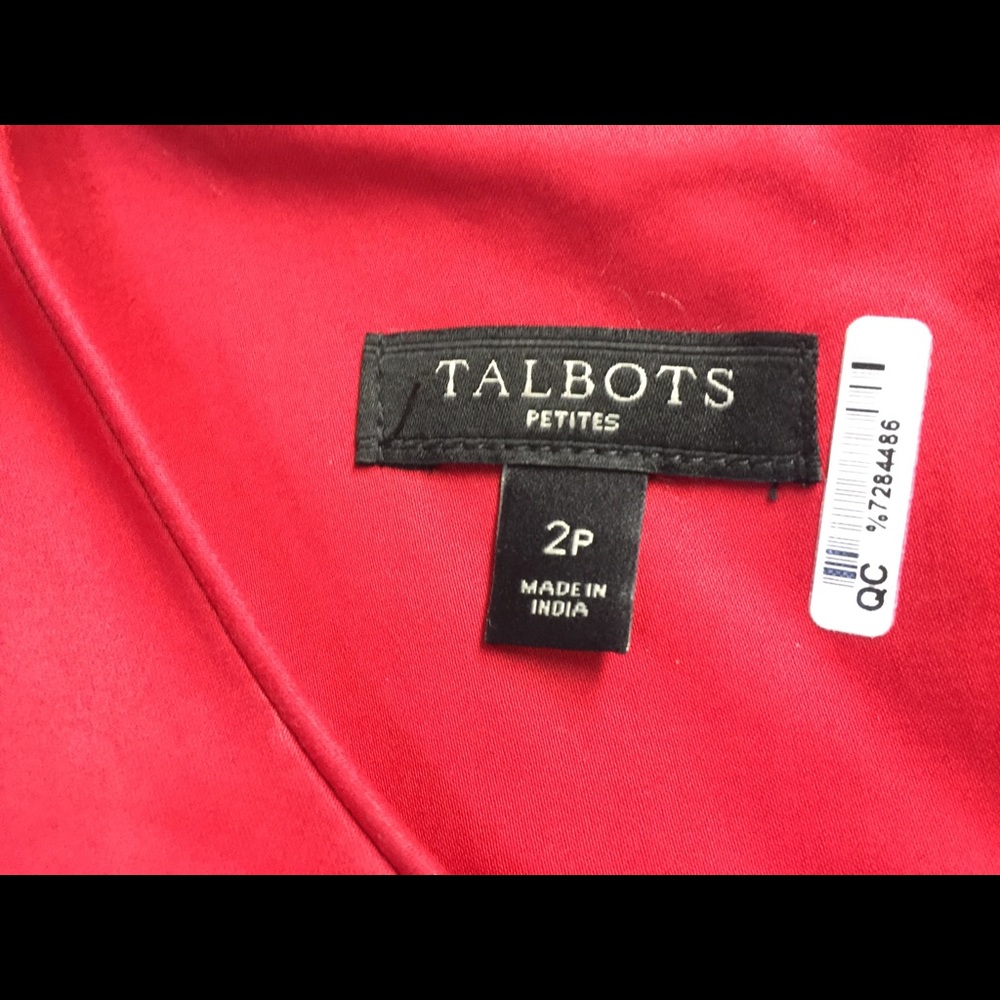 TALBOTS
PETITES
2P
MADE IN
INDIA
QC %7284486